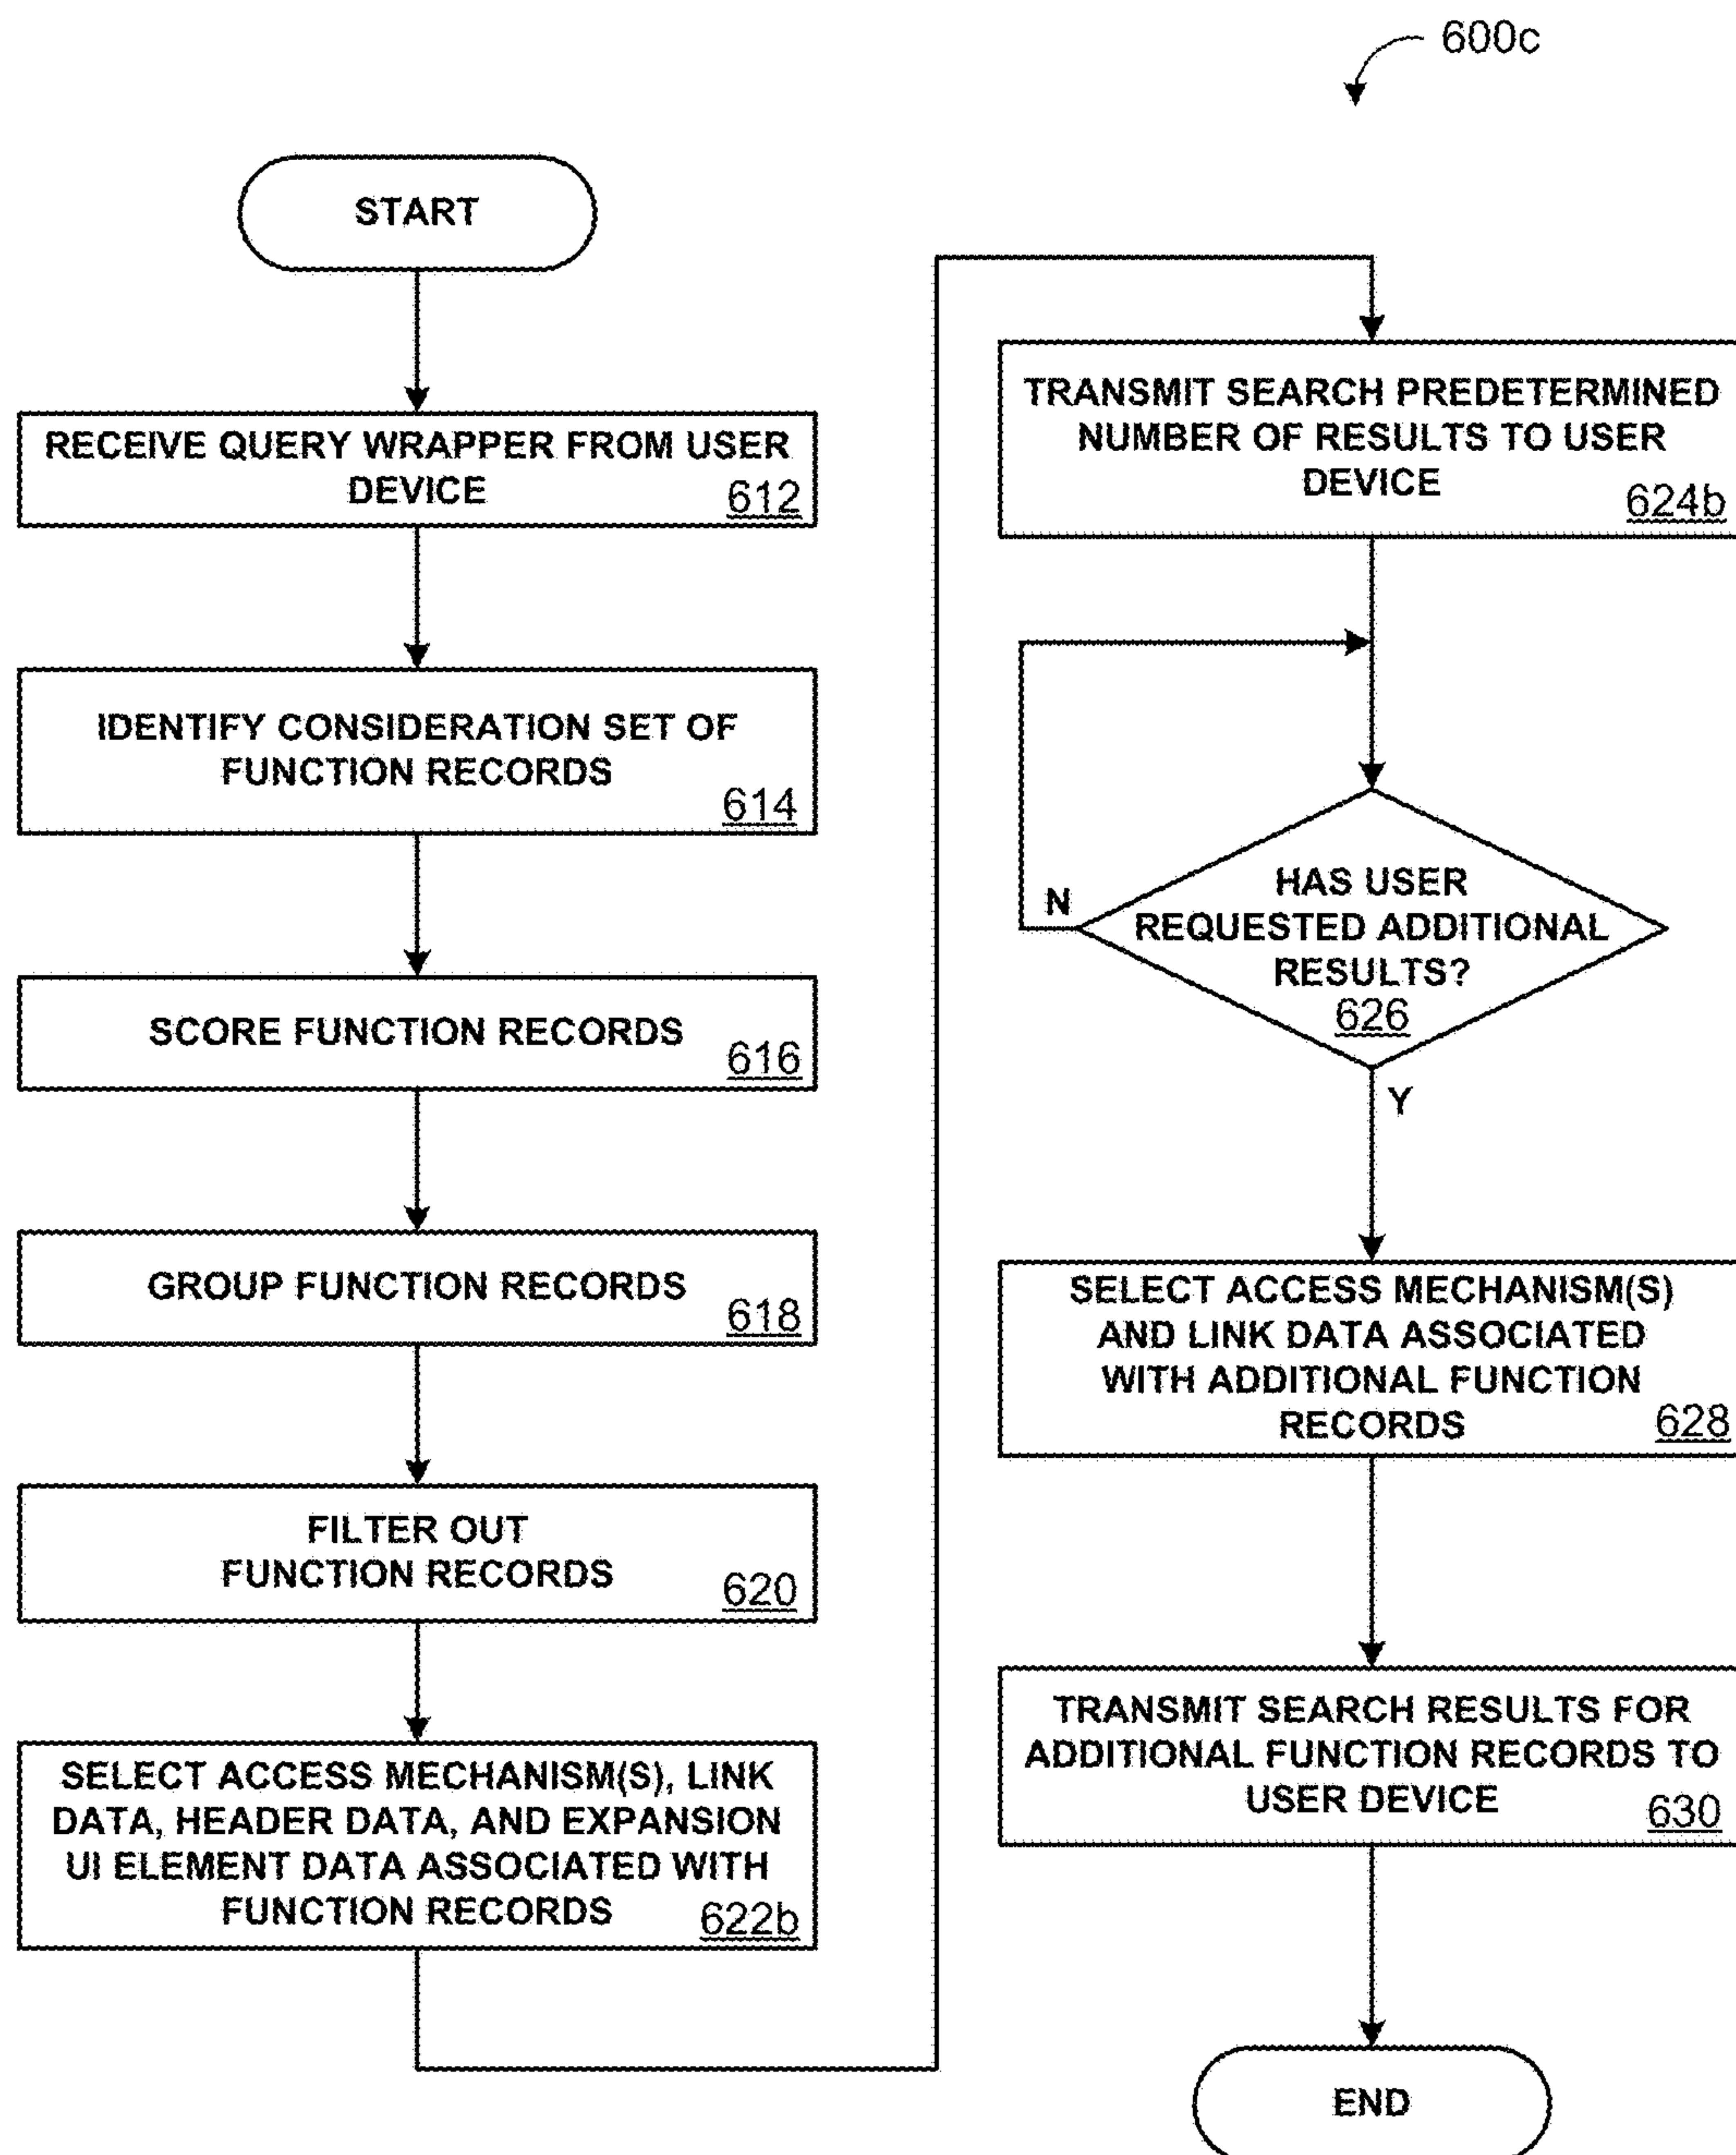 600c
START
RECEIVE QUERY WRAPPER FROM USER
DEVICE
612
IDENTIFY CONSIDERATION SET OF
FUNCTION RECORDS
614
SCORE FUNCTION RECORDS
616
GROUP FUNCTION RECORDS
618
FILTER OUT
FUNCTION RECORDS
620
SELECT ACCESS MECHANISM(S), LINK
DATA, HEADER DATA, AND EXPANSION
UI ELEMENT DATA ASSOCIATED WITH
FUNCTION RECORDS
622b
TRANSMIT SEARCH PREDETERMINED
NUMBER OF RESULTS TO USER
DEVICE
624b
HAS USER
REQUESTED ADDITIONAL
RESULTS?
626
N
Y
SELECT ACCESS MECHANISM(S)
AND LINK DATA ASSOCIATED
WITH ADDITIONAL FUNCTION
RECORDS
628
TRANSMIT SEARCH RESULTS FOR
ADDITIONAL FUNCTION RECORDS TO
USER DEVICE
630
END